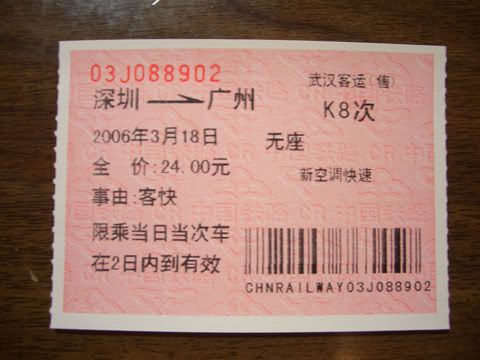 03J088902
武汉客运(售)
深圳 → 广州
K8次
2006年3月18日
无座
全 价:24.00元
新空调快速
事由:客快
限乘当日当次车
在2日内到有效
CHNRAILWAY03J088902